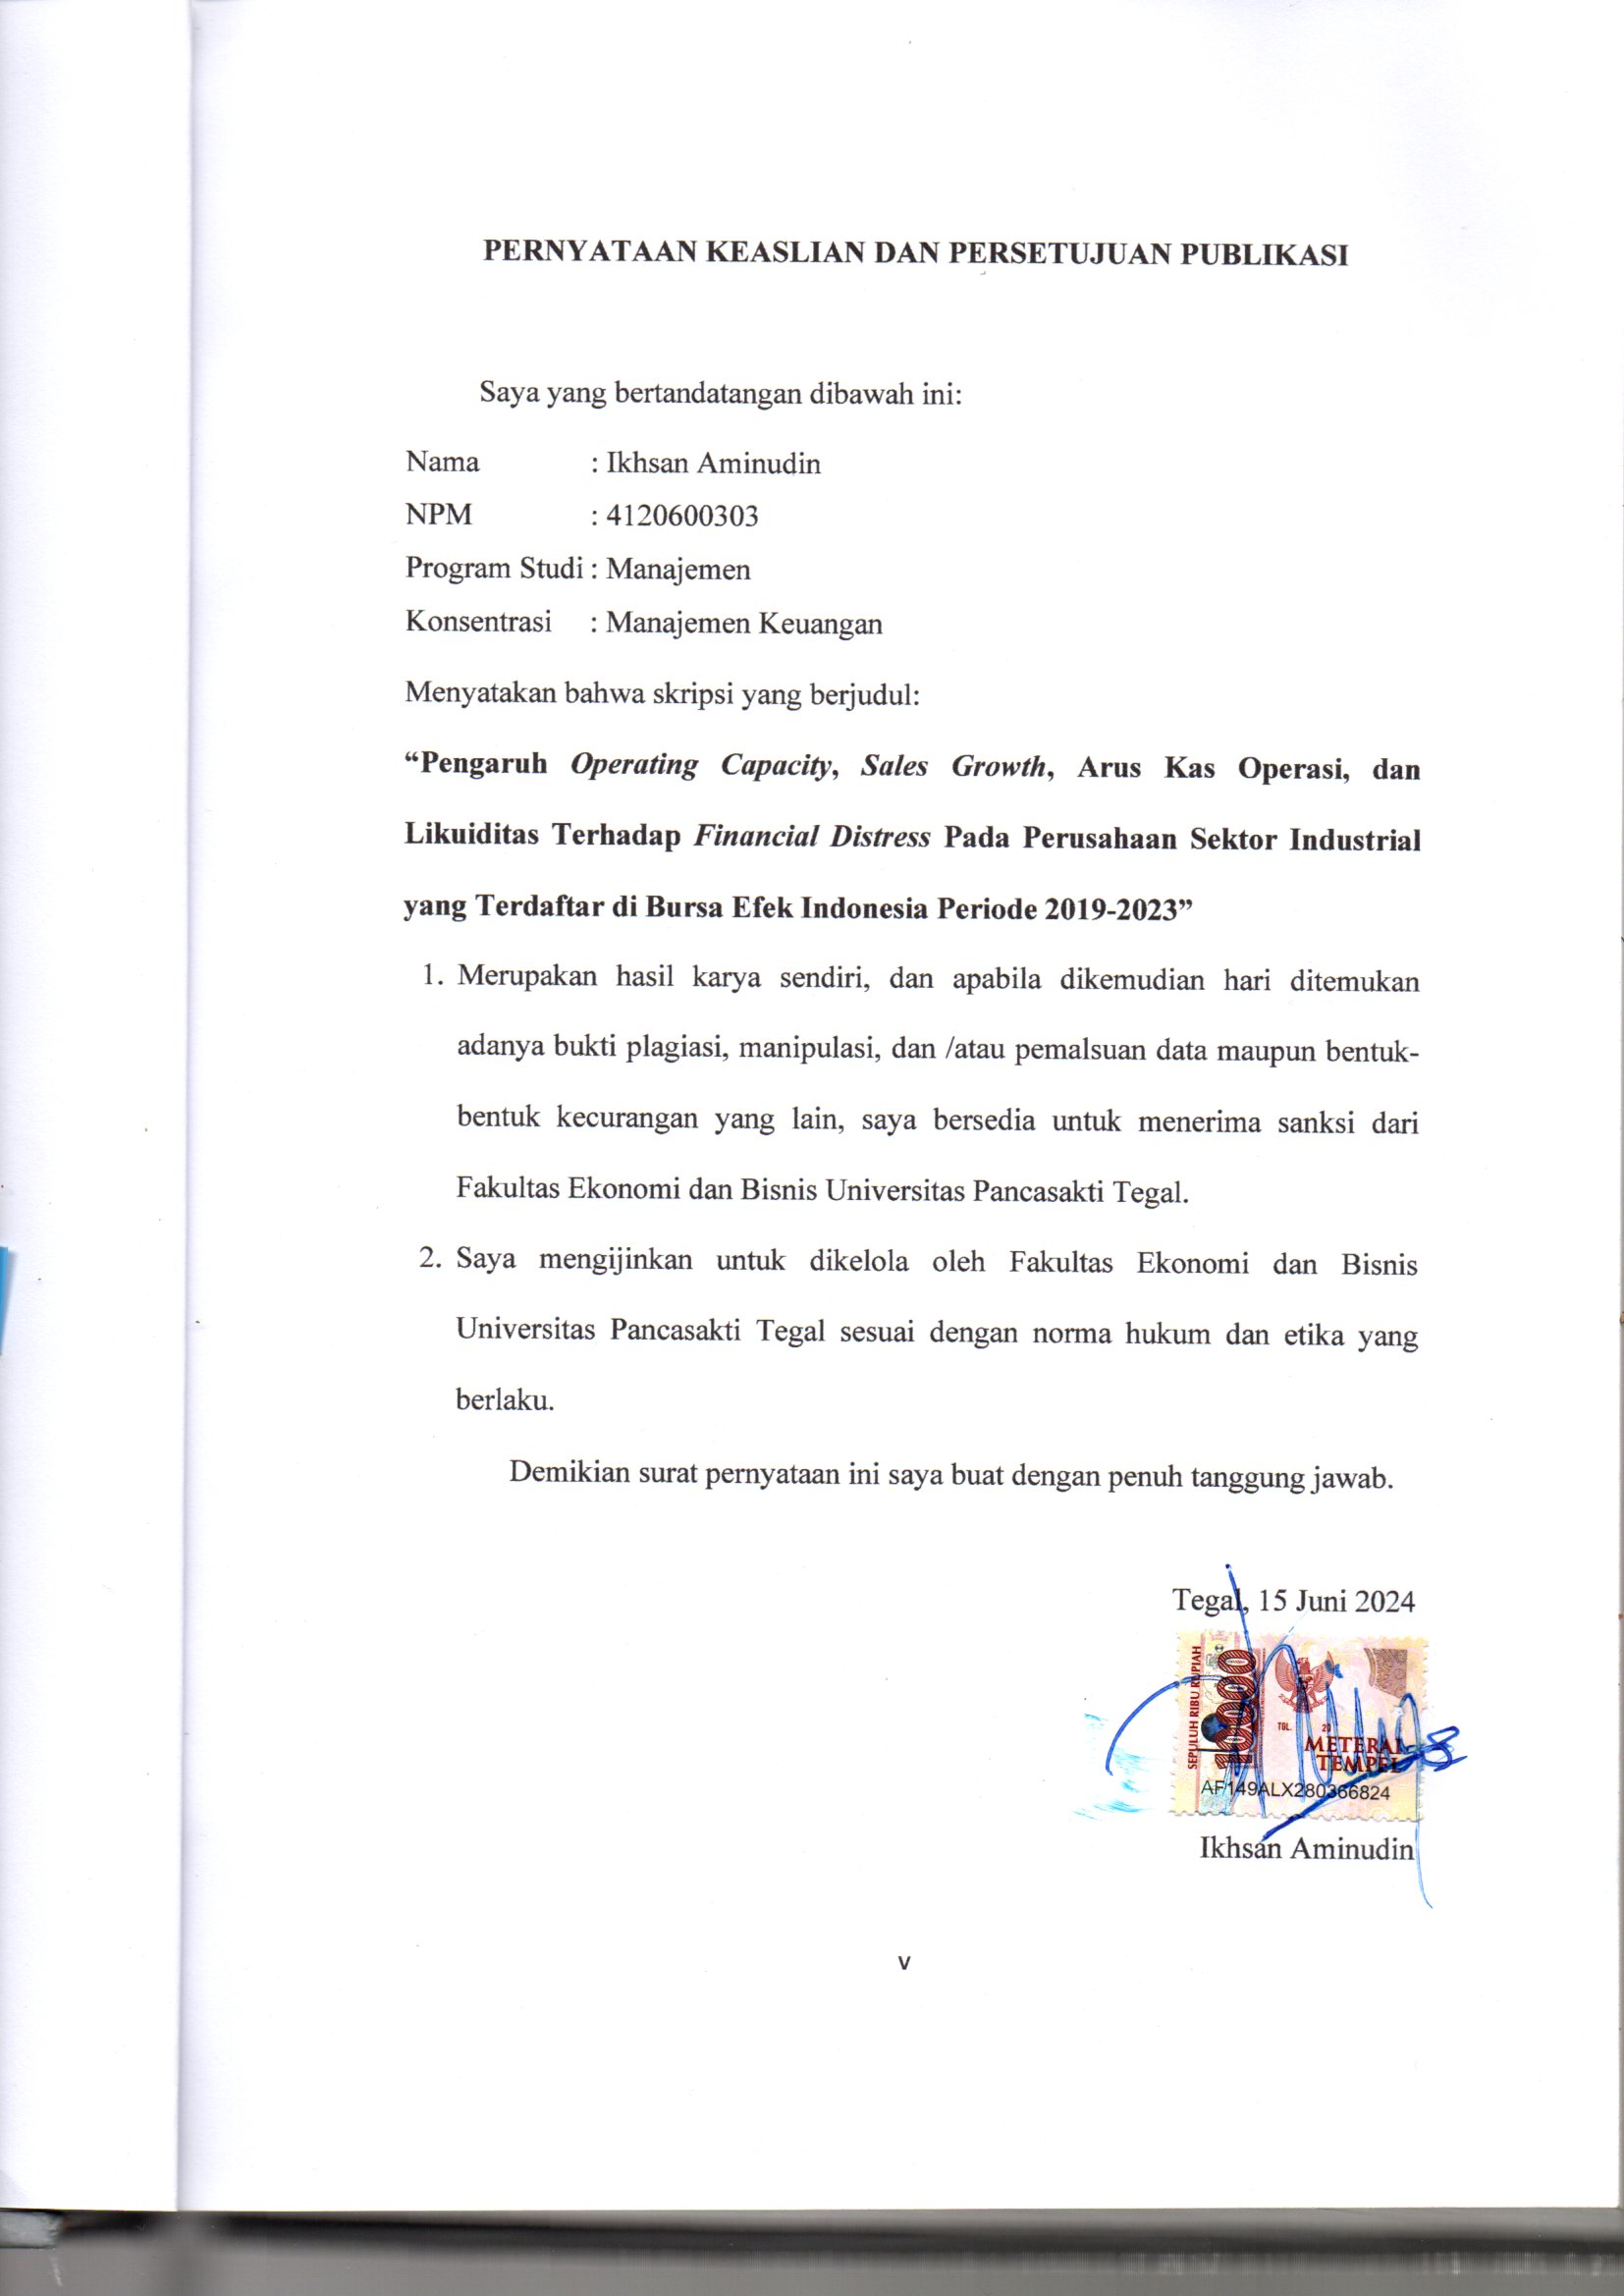 PERNYATAAN KEASLIAN DAN PERSETUJUAN PUBLIKASI
Saya yang bertandatangan dibawah ini:
Nama : Ikhsan Aminudin
NPM : 4120600303
Program Studi : Manajemen
Konsentrasi : Manajemen Keuangan
Menyatakan bahwa skripsi yang berjudul:
“Pengaruh Operating Capacity, Sales Growth, Arus Kas Operasi, dan
Likuiditas Terhadap Financial Distress Pada Perusahaan Sektor Industrial
yang Terdaftar di Bursa Efek Indonesia Periode 2019-2023”
1. Merupakan hasil karya sendiri, dan apabila dikemudian hari ditemukan
adanya bukti plagiasi, manipulasi, dan /atau pemalsuan data maupun bentuk-
bentuk kecurangan yang lain, saya bersedia untuk menerima sanksi dari
Fakultas Ekonomi dan Bisnis Universitas Pancasakti Tegal.
2. Saya mengijinkan untuk dikelola oleh Fakultas Ekonomi dan Bisnis
Universitas Pancasakti Tegal sesuai dengan norma hukum dan etika yang
berlaku.
Demikian surat pernyataan ini saya buat dengan penuh tanggung jawab.
Tegal, 15 Juni 2024
SEPULUH RIBU RUPIAH
10000
TGL. 20
METERAI
TEMPEL
AF149ALX280366824
Ikhsan Aminudin
v